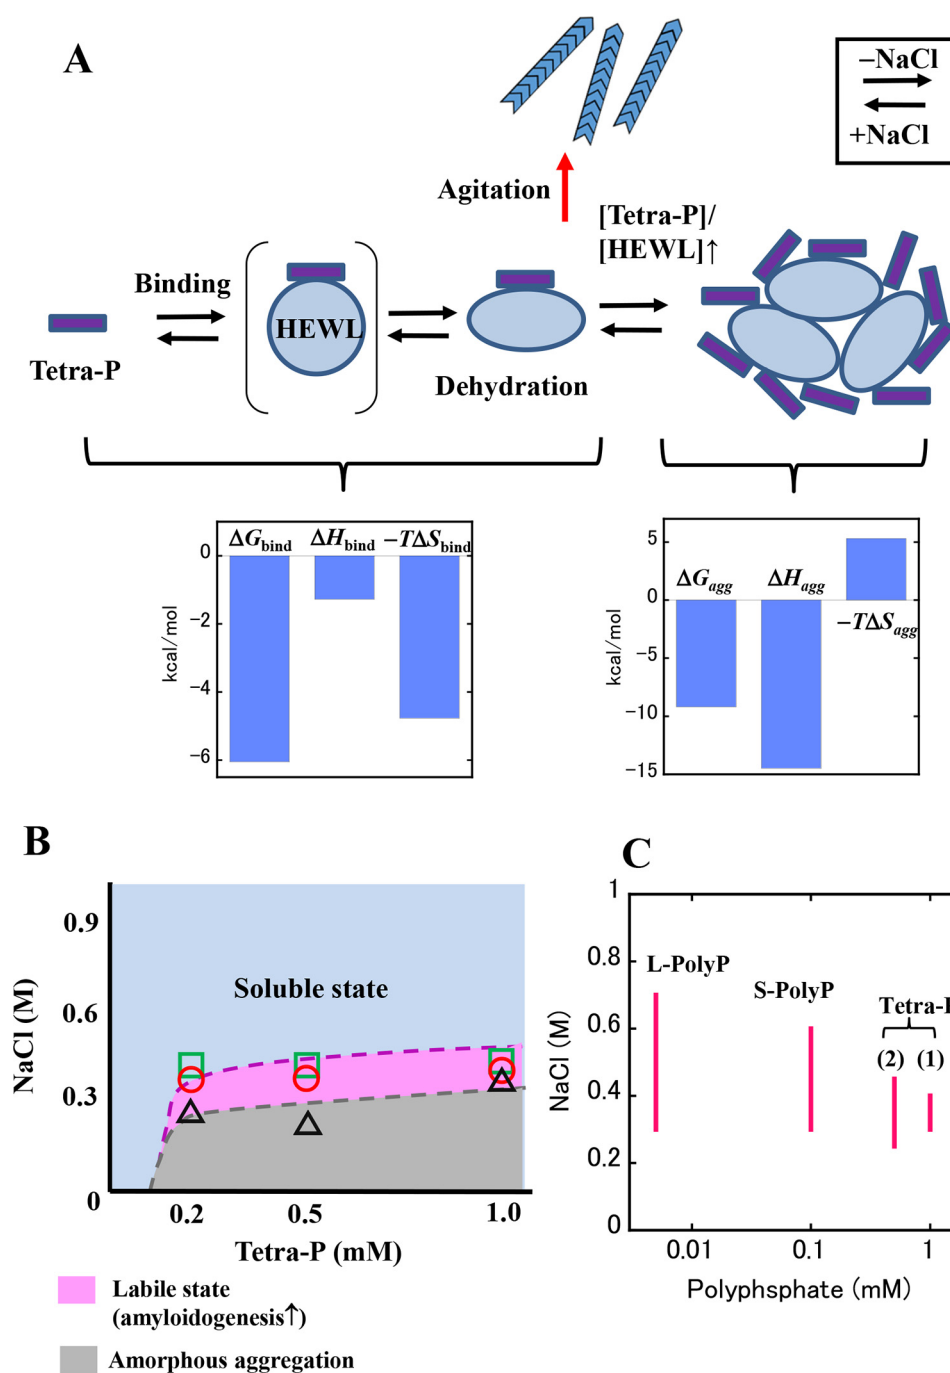 A
−NaCl
+NaCl
Agitation
[Tetra-P]/
[HEWL]↑
Binding
HEWL
Tetra-P
Dehydration
ΔGbind
ΔHbind
−TΔSbind
0
−2
−4
−6
kcal/mol
ΔGagg
ΔHagg
−TΔSagg
5
0
−5
−10
−15
kcal/mol
B
0.9
0.6
0.3
0
NaCl (M)
Soluble state
0.2
0.5
1.0
Tetra-P (mM)
Labile state
(amyloidogenesis↑)
Amorphous aggregation
C
1
0.8
0.6
0.4
0.2
0
NaCl (M)
L-PolyP
S-PolyP
Tetra-P
(2)
(1)
0.01
0.1
1
Polyphsphate (mM)